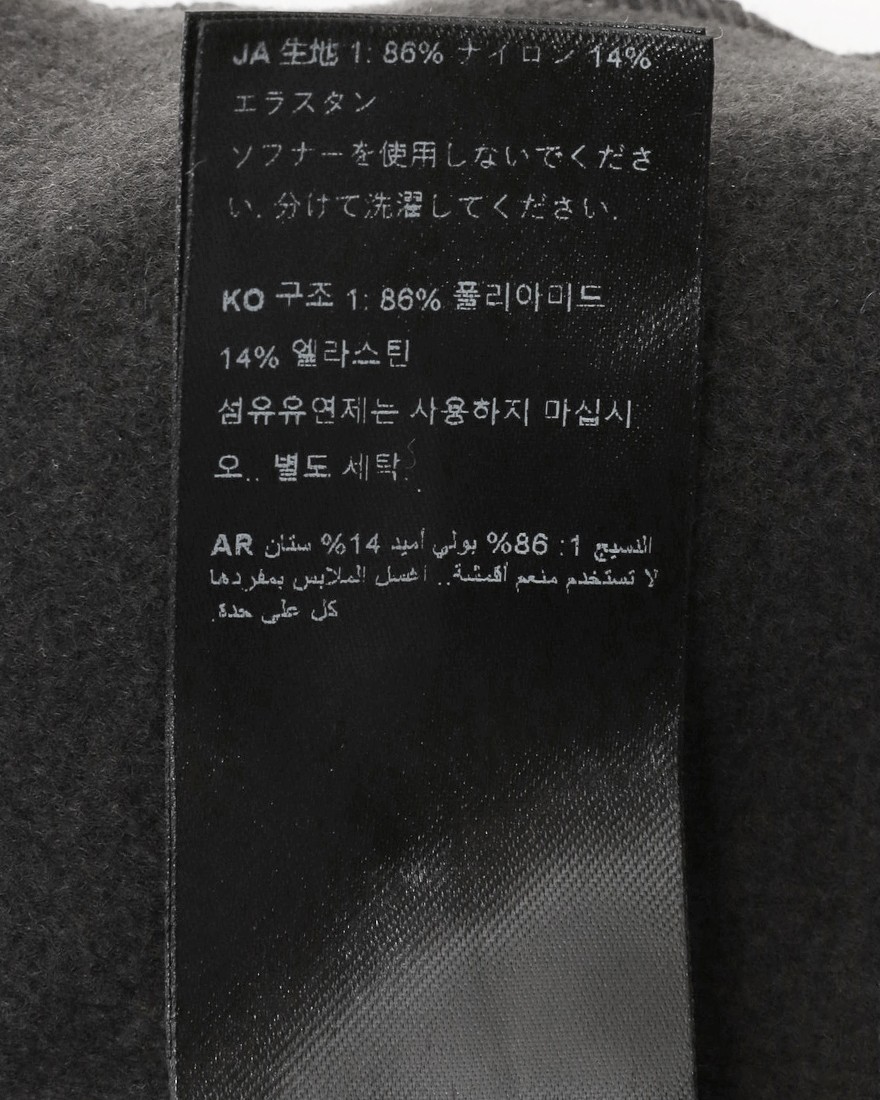 JA 生地 1: 86% ナイロン 14%
エラスタン
ソフナーを使用しないでくださ
い. 分けて洗濯してください.
KO 구조 1: 86% 폴리아미드
14% 엘라스틴
섬유유연제는 사용하지 마십시
오.. 별도 세탁.
AR النسيج 1: 86% بولي أميد 14% ستان
لا تستخدم منعم أقمشة.. اغسل الملابس بمفردها
كل على حدة.